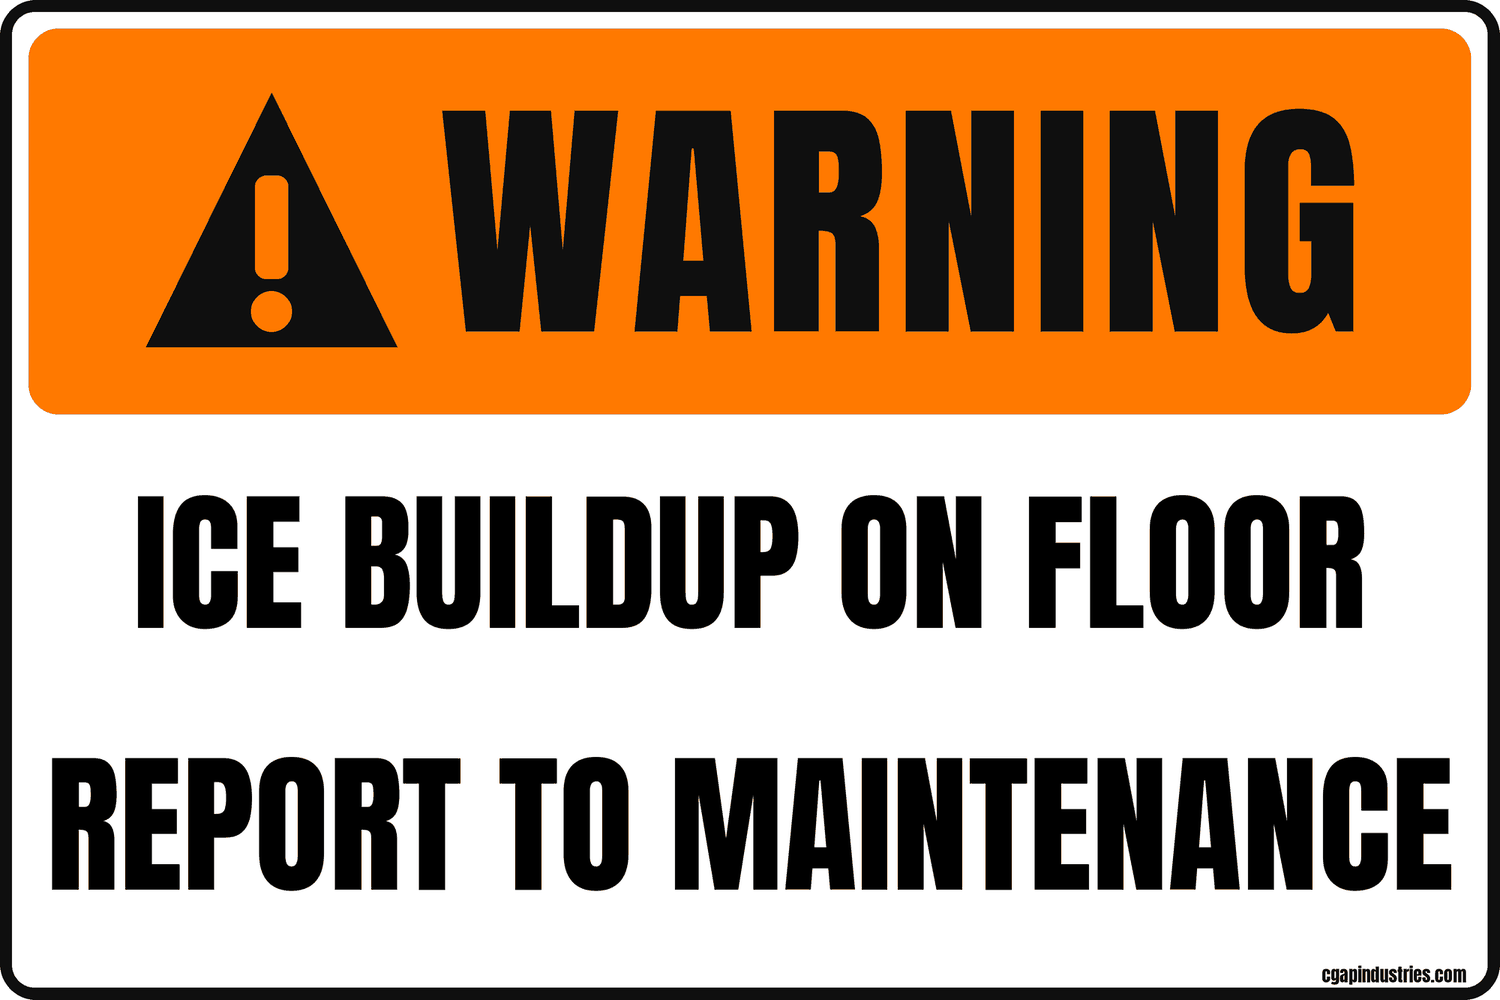 WARNING
ICE BUILDUP ON FLOOR
REPORT TO MAINTENANCE
cgapindustries.com